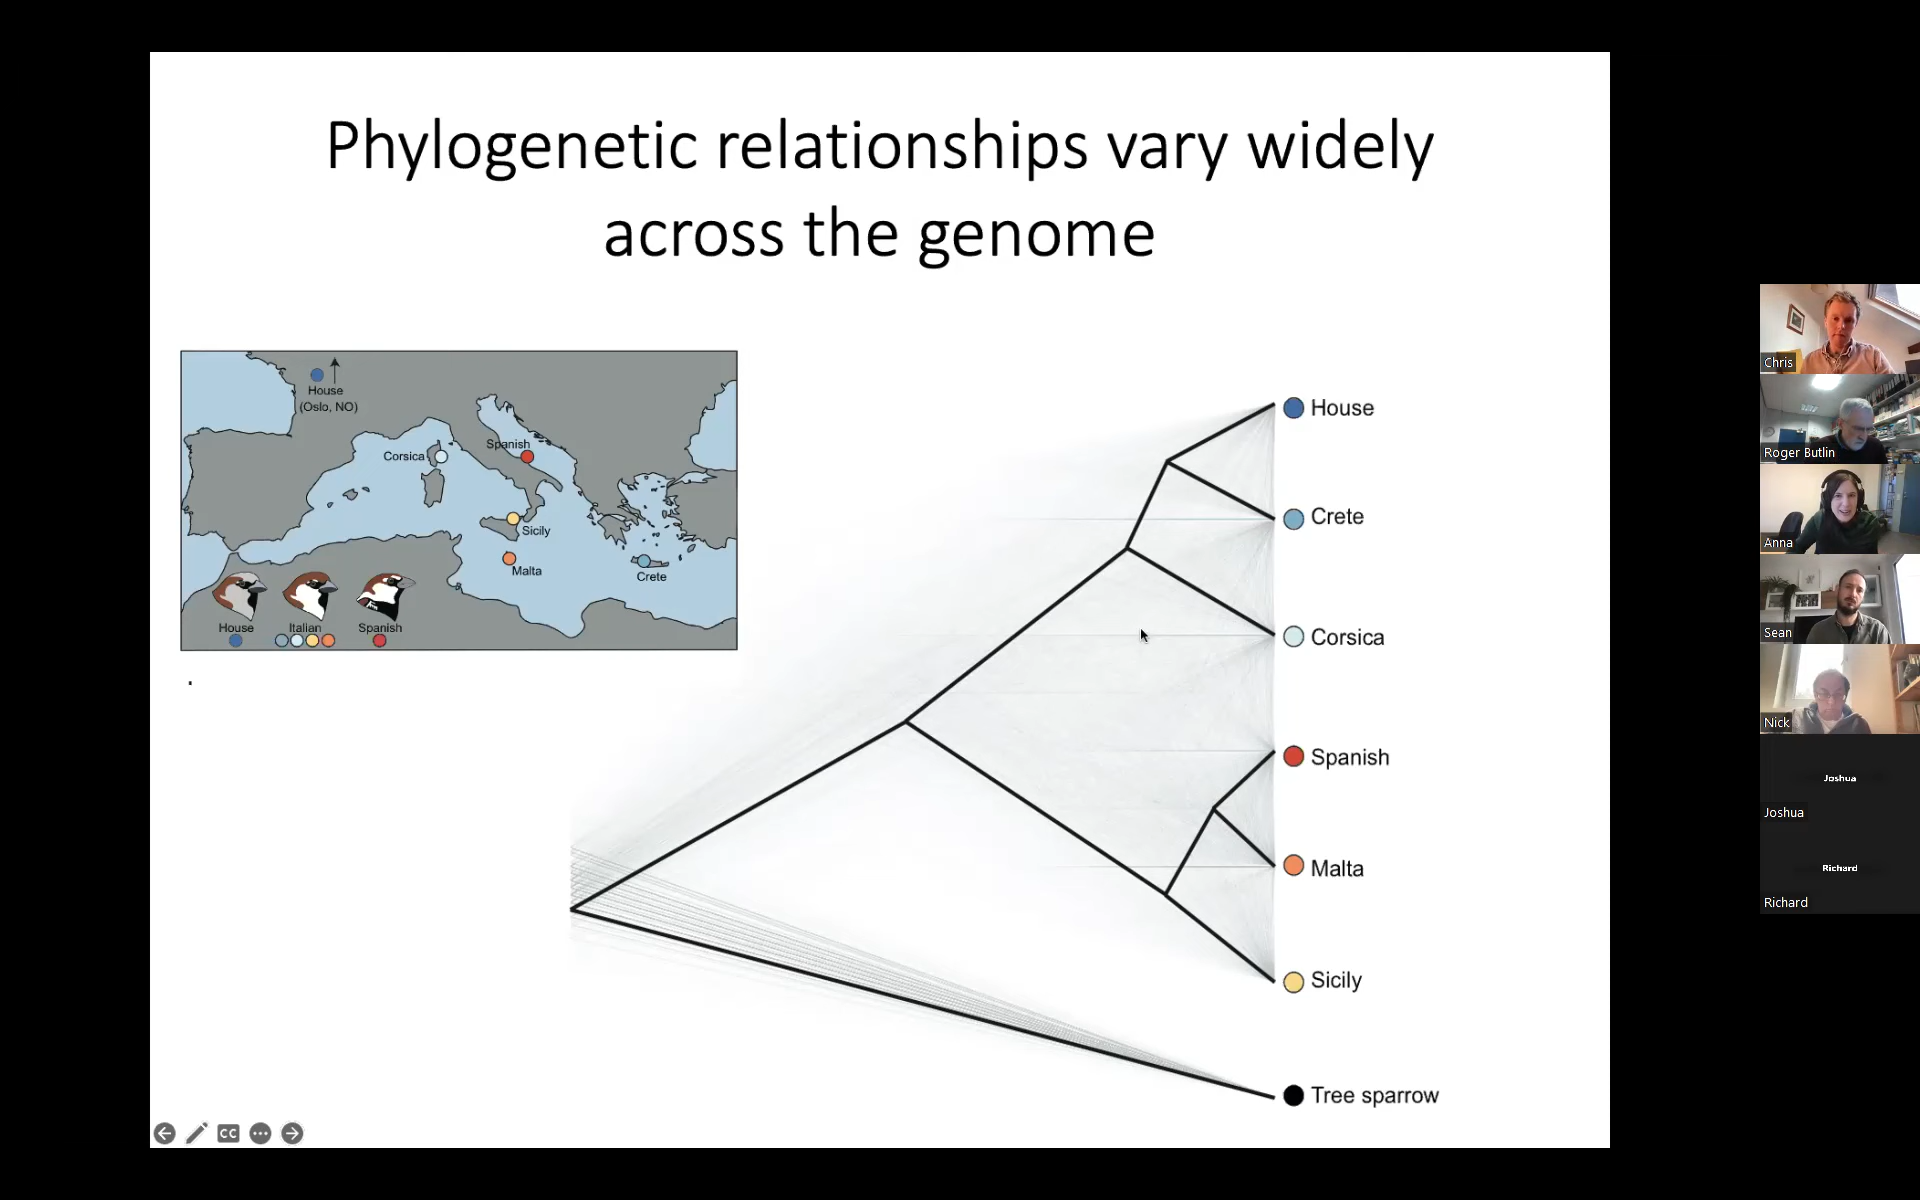 Phylogenetic relationships vary widely
across the genome
House
(Oslo, NO)
Corsica
Spanish
Sicily
Malta
Crete
House
Italian
Spanish
.
House
Crete
Corsica
Spanish
Malta
Sicily
Tree sparrow
CC
Chris
Roger Butlin
Anna
Sean
Nick
Joshua
Joshua
Richard
Richard